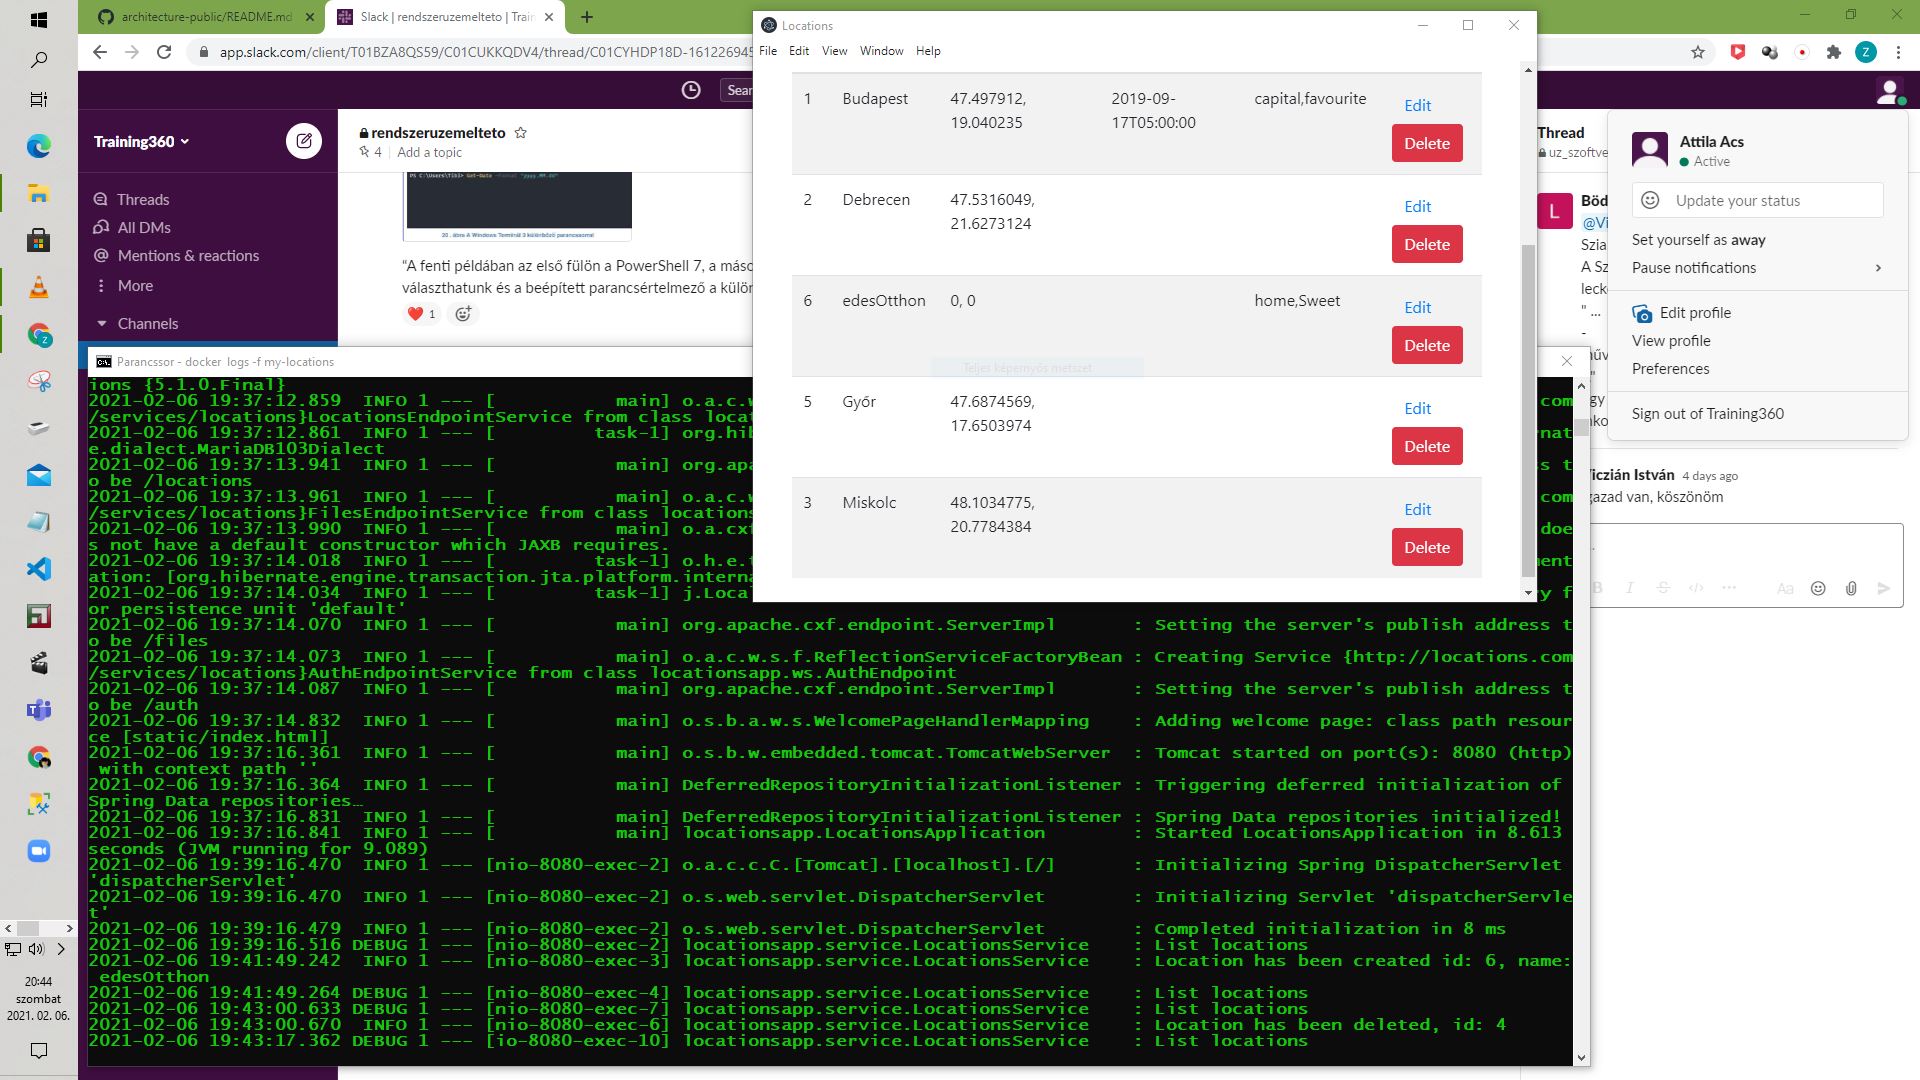 architecture-public/README.md
Slack | rendszeruzemelteto | Train
app.slack.com/client/T01BZA8QS59/C01CUKKQDV4/thread/C01CYHDP18D-16122694
Z
Training360
Threads
All DMs
Mentions & reactions
More
Channels
rendszeruzemelteto
4 Add a topic
PS C:\Users\Tibi> Get-Date -Format "yyyy.MM.dd"
20 . ábra A Windows Terminál 3 különböző parancssorral
“A fenti példában az első fülön a PowerShell 7, a máso
választhatunk és a beépített parancsértelmező a külön
1
Locations
File Edit View Window Help
1 Budapest 47.497912, 2019-09- capital,favourite Edit
19.040235 17T05:00:00 Delete
2 Debrecen 47.5316049, Edit
21.6273124 Delete
6 edesOtthon 0, 0 home,Sweet Edit
Delete
Teljes képernyős metszet
5 Győr 47.6874569, Edit
17.6503974 Delete
3 Miskolc 48.1034775, Edit
20.7784384 Delete
Thread
uz_szoftve
L
Böd
@Vi
Szia
A Sz
lecke
" ...
-
Attila Acs
Active
Update your status
Set yourself as away
Pause notifications
Edit profile
View profile
Preferences
Sign out of Training360
iczián István 4 days ago
gazad van, köszönöm
Parancssor - docker logs -f my-locations
ions {5.1.0.Final}
2021-02-06 19:37:12.859 INFO 1 --- [ main] o.a.c.w com
/services/locations}LocationsEndpointService from class loca
2021-02-06 19:37:12.861 INFO 1 --- [ task-1] org.hib nat
e.dialect.MariaDB103Dialect
2021-02-06 19:37:13.941 INFO 1 --- [ main] org.apa s t
o be /locations
2021-02-06 19:37:13.961 INFO 1 --- [ main] o.a.c.w com
/services/locations}FilesEndpointService from class locations
2021-02-06 19:37:13.990 INFO 1 --- [ main] o.a.cxf doe
s not have a default constructor which JAXB requires.
2021-02-06 19:37:14.018 INFO 1 --- [ task-1] o.h.e.t ment
ation: [org.hibernate.engine.transaction.jta.platform.interna
2021-02-06 19:37:14.034 INFO 1 --- [ task-1] j.Loca y f
or persistence unit 'default'
2021-02-06 19:37:14.070 INFO 1 --- [ main] org.apache.cxf.endpoint.ServerImpl : Setting the server's publish address t
o be /files
2021-02-06 19:37:14.073 INFO 1 --- [ main] o.a.c.w.s.f.ReflectionServiceFactoryBean : Creating Service {http://locations.com
/services/locations}AuthEndpointService from class locationsapp.ws.AuthEndpoint
2021-02-06 19:37:14.087 INFO 1 --- [ main] org.apache.cxf.endpoint.ServerImpl : Setting the server's publish address t
o be /auth
2021-02-06 19:37:14.832 INFO 1 --- [ main] o.s.b.a.w.s.WelcomePageHandlerMapping : Adding welcome page: class path resour
ce [static/index.html]
2021-02-06 19:37:16.361 INFO 1 --- [ main] o.s.b.w.embedded.tomcat.TomcatWebServer : Tomcat started on port(s): 8080 (http)
with context path ''
2021-02-06 19:37:16.364 INFO 1 --- [ main] DeferredRepositoryInitializationListener : Triggering deferred initialization of
Spring Data repositories…
2021-02-06 19:37:16.831 INFO 1 --- [ main] DeferredRepositoryInitializationListener : Spring Data repositories initialized!
2021-02-06 19:37:16.841 INFO 1 --- [ main] locationsapp.LocationsApplication : Started LocationsApplication in 8.613
seconds (JVM running for 9.089)
2021-02-06 19:39:16.470 INFO 1 --- [nio-8080-exec-2] o.a.c.c.C.[Tomcat].[localhost].[/] : Initializing Spring DispatcherServlet
'dispatcherServlet'
2021-02-06 19:39:16.470 INFO 1 --- [nio-8080-exec-2] o.s.web.servlet.DispatcherServlet : Initializing Servlet 'dispatcherServle
t'
2021-02-06 19:39:16.479 INFO 1 --- [nio-8080-exec-2] o.s.web.servlet.DispatcherServlet : Completed initialization in 8 ms
2021-02-06 19:39:16.516 DEBUG 1 --- [nio-8080-exec-2] locationsapp.service.LocationsService : List locations
2021-02-06 19:41:49.242 INFO 1 --- [nio-8080-exec-3] locationsapp.service.LocationsService : Location has been created id: 6, name:
edesOtthon
2021-02-06 19:41:49.264 DEBUG 1 --- [nio-8080-exec-4] locationsapp.service.LocationsService : List locations
2021-02-06 19:43:00.633 DEBUG 1 --- [nio-8080-exec-7] locationsapp.service.LocationsService : List locations
2021-02-06 19:43:00.670 INFO 1 --- [nio-8080-exec-6] locationsapp.service.LocationsService : Location has been deleted, id: 4
2021-02-06 19:43:17.362 DEBUG 1 --- [io-8080-exec-10] locationsapp.service.LocationsService : List locations
20:44
szombat
2021. 02. 06.